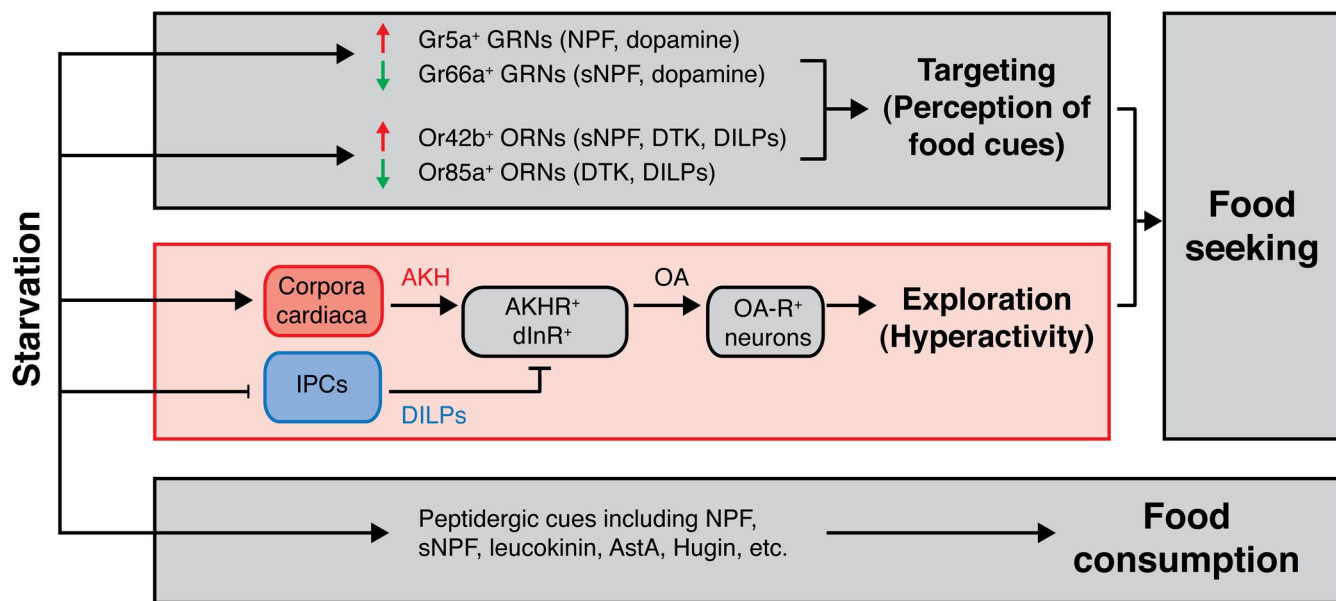 Starvation
Gr5a⁺ GRNs (NPF, dopamine)
Gr66a⁺ GRNs (sNPF, dopamine)
Or42b⁺ ORNs (sNPF, DTK, DILPs)
Or85a⁺ ORNs (DTK, DILPs)
Targeting
(Perception of
food cues)
Corpora
cardiaca
AKH
AKHR⁺
dInR⁺
OA
OA-R⁺
neurons
Exploration
(Hyperactivity)
IPCs
DILPs
Food
seeking
Peptidergic cues including NPF,
sNPF, leucokinin, AstA, Hugin, etc.
Food
consumption